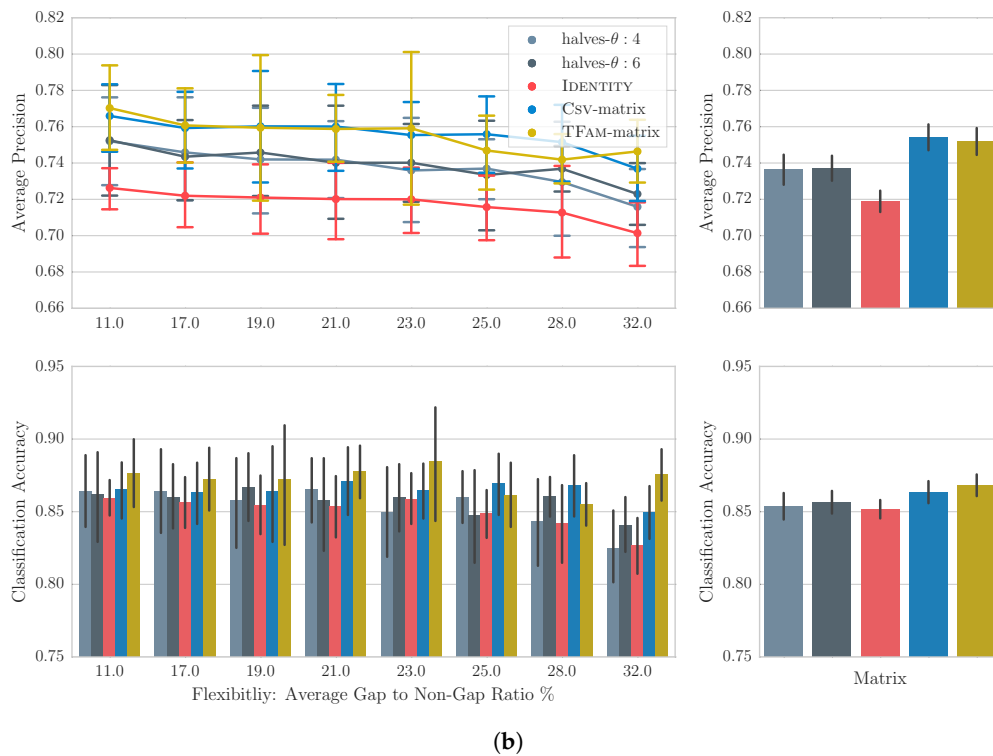 0.82
0.80
0.78
0.76
0.74
0.72
0.70
0.68
0.66
Average Precision
11.0 17.0 19.0 21.0 23.0 25.0 28.0 32.0
halves-θ : 4
halves-θ : 6
IDENTITY
CSV-matrix
TFAM-matrix
0.82
0.80
0.78
0.76
0.74
0.72
0.70
0.68
0.66
Average Precision
0.95
0.90
0.85
0.80
0.75
Classification Accuracy
11.0 17.0 19.0 21.0 23.0 25.0 28.0 32.0
Flexibitliy: Average Gap to Non-Gap Ratio %
0.95
0.90
0.85
0.80
0.75
Classification Accuracy
Matrix
(b)